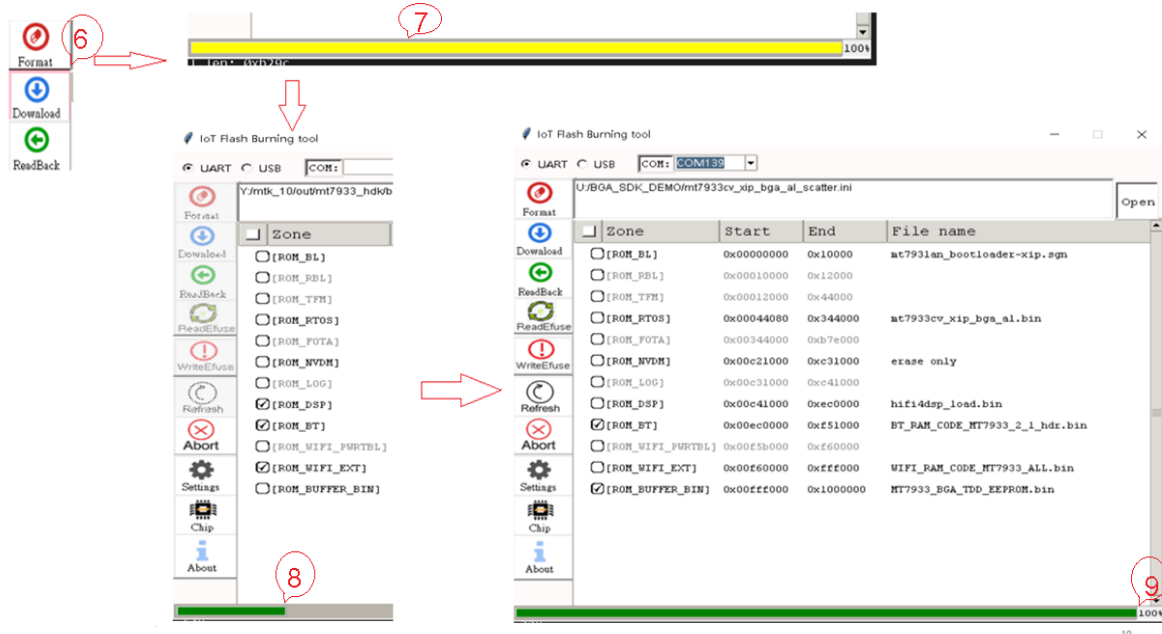 6
Format
Download
ReadBack
7
100%
len: 0xb29c
IoT Flash Burning tool
UART USB COM:
Y:/mtk_10/out/mt7933_hdk/b
Format
Download
ReadBack
ReadEfuse
WriteEfuse
Refresh
Abort
Settings
Chip
About
Zone
[ROM_BL]
[ROM_RBL]
[ROM_TFM]
[ROM_RTOS]
[ROM_FOTA]
[ROM_NVDM]
[ROM_LOG]
[ROM_DSP]
[ROM_BT]
[ROM_WIFI_PWRTBL]
[ROM_WIFI_EXT]
[ROM_BUFFER_BIN]
8
IoT Flash Burning tool
UART USB COM: COM139
U:/BGA_SDK_DEMO/mt7933cv_xip_bga_al_scatter.ini
Open
Format
Download
ReadBack
ReadEfuse
WriteEfuse
Refresh
Abort
Settings
Chip
About
Zone Start End File name
[ROM_BL] 0x00000000 0x10000 mt7931an_bootloader-xip.sgn
[ROM_RBL] 0x00010000 0x12000
[ROM_TFM] 0x00012000 0x44000
[ROM_RTOS] 0x00044080 0x344000 mt7933cv_xip_bga_al.bin
[ROM_FOTA] 0x00344000 0xb7e000
[ROM_NVDM] 0x00c21000 0xc31000 erase only
[ROM_LOG] 0x00c31000 0xc41000
[ROM_DSP] 0x00c41000 0xec0000 hifi4dsp_load.bin
[ROM_BT] 0x00ec0000 0xf51000 BT_RAM_CODE_MT7933_2_1_hdr.bin
[ROM_WIFI_PWRTBL] 0x00f5b000 0xf60000
[ROM_WIFI_EXT] 0x00f60000 0xfff000 WIFI_RAM_CODE_MT7933_ALL.bin
[ROM_BUFFER_BIN] 0x00fff000 0x1000000 MT7933_BGA_TDD_EEPROM.bin
9
100%